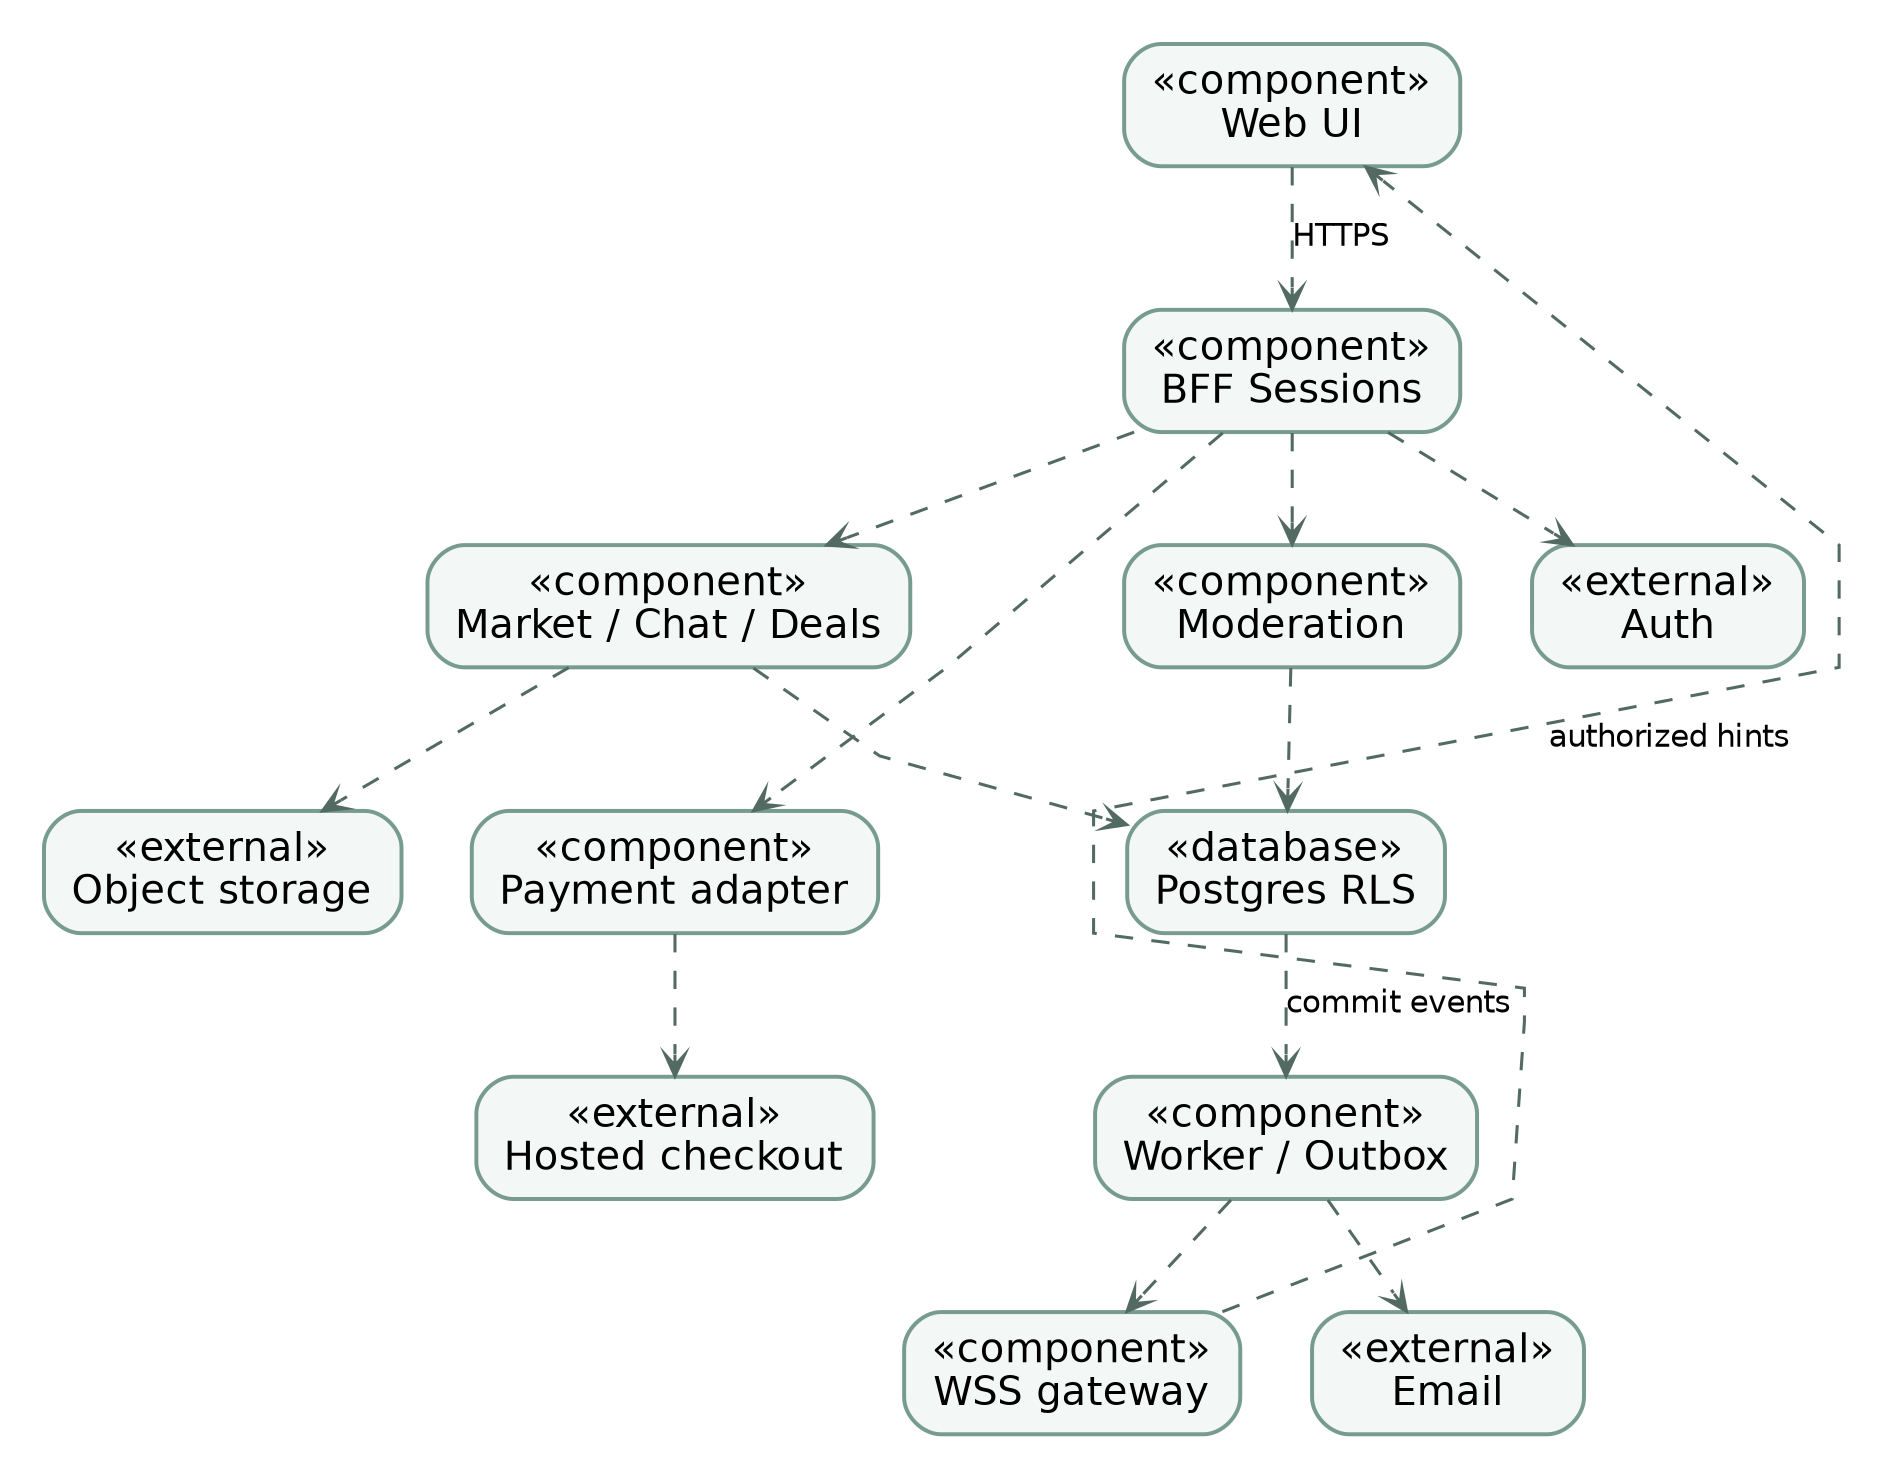 «component»
Web UI
HTTPS
«component»
BFF Sessions
«component»
Market / Chat / Deals
«component»
Moderation
«external»
Auth
authorized hints
«external»
Object storage
«component»
Payment adapter
«database»
Postgres RLS
commit events
«external»
Hosted checkout
«component»
Worker / Outbox
«component»
WSS gateway
«external»
Email